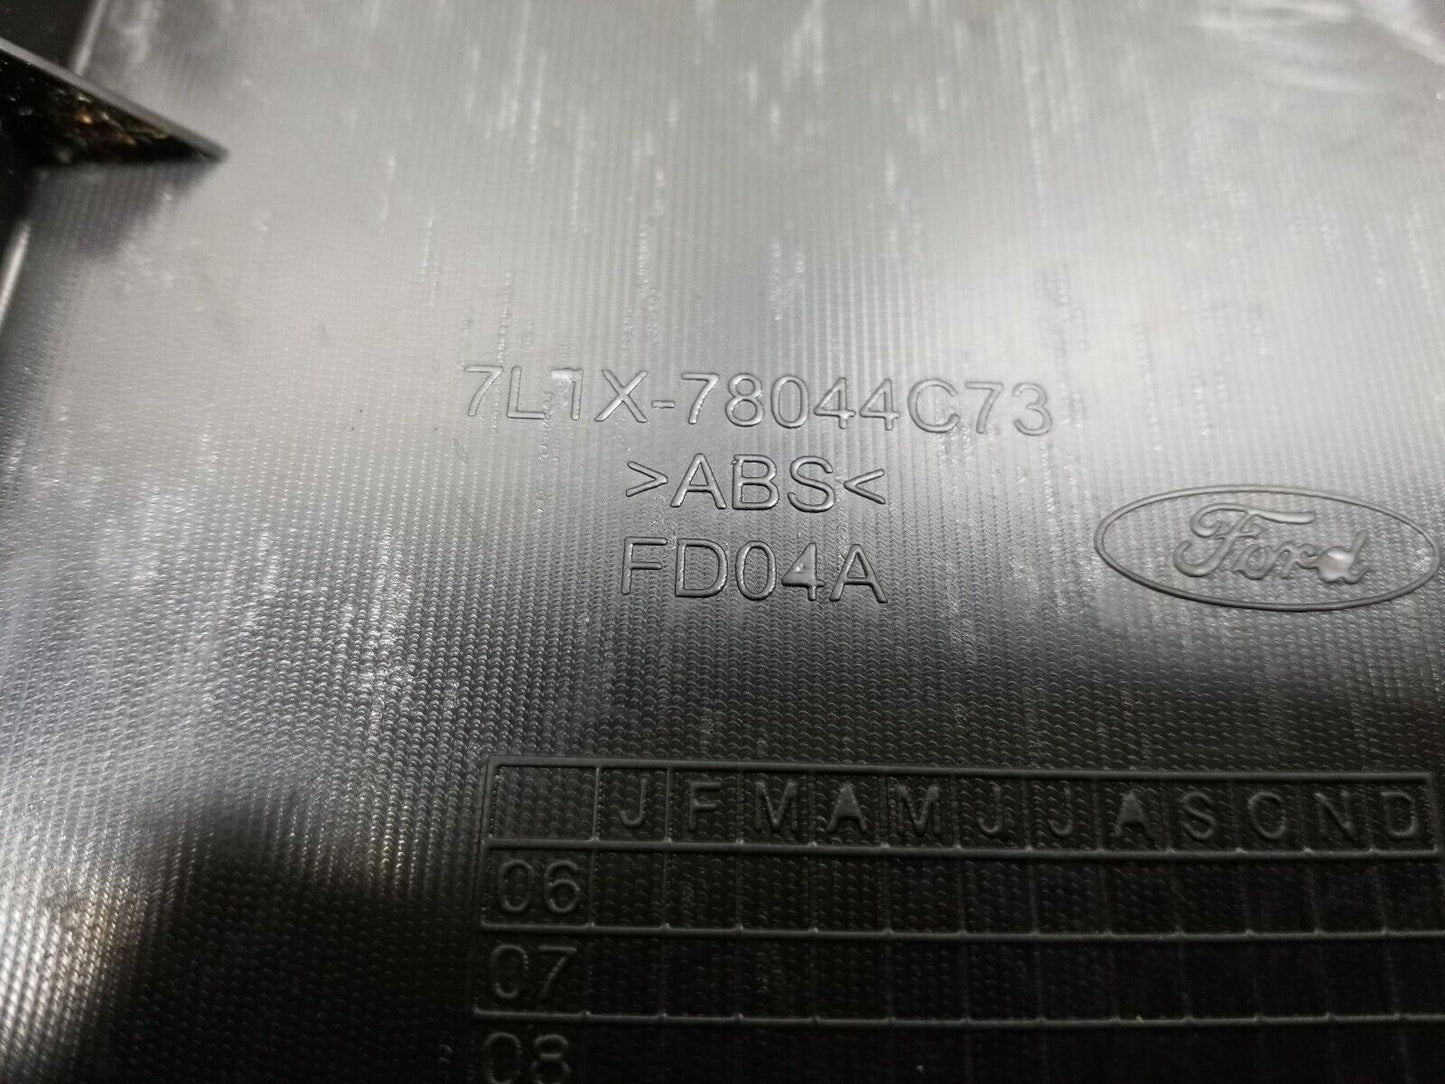 7L1X-78044C73
>ABS<
FD04A
Ford
J F M A M J J A S O N D
06
07
08